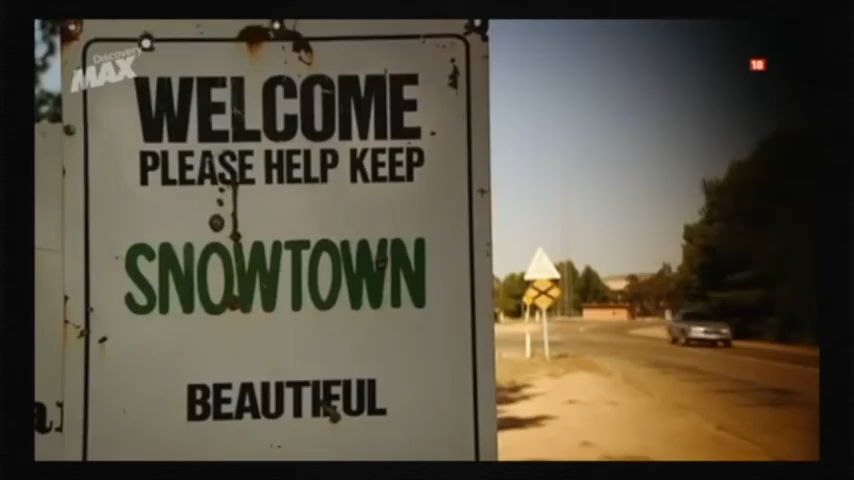 Discovery
MAX
18
WELCOME
PLEASE HELP KEEP
SNOWTOWN
BEAUTIFUL